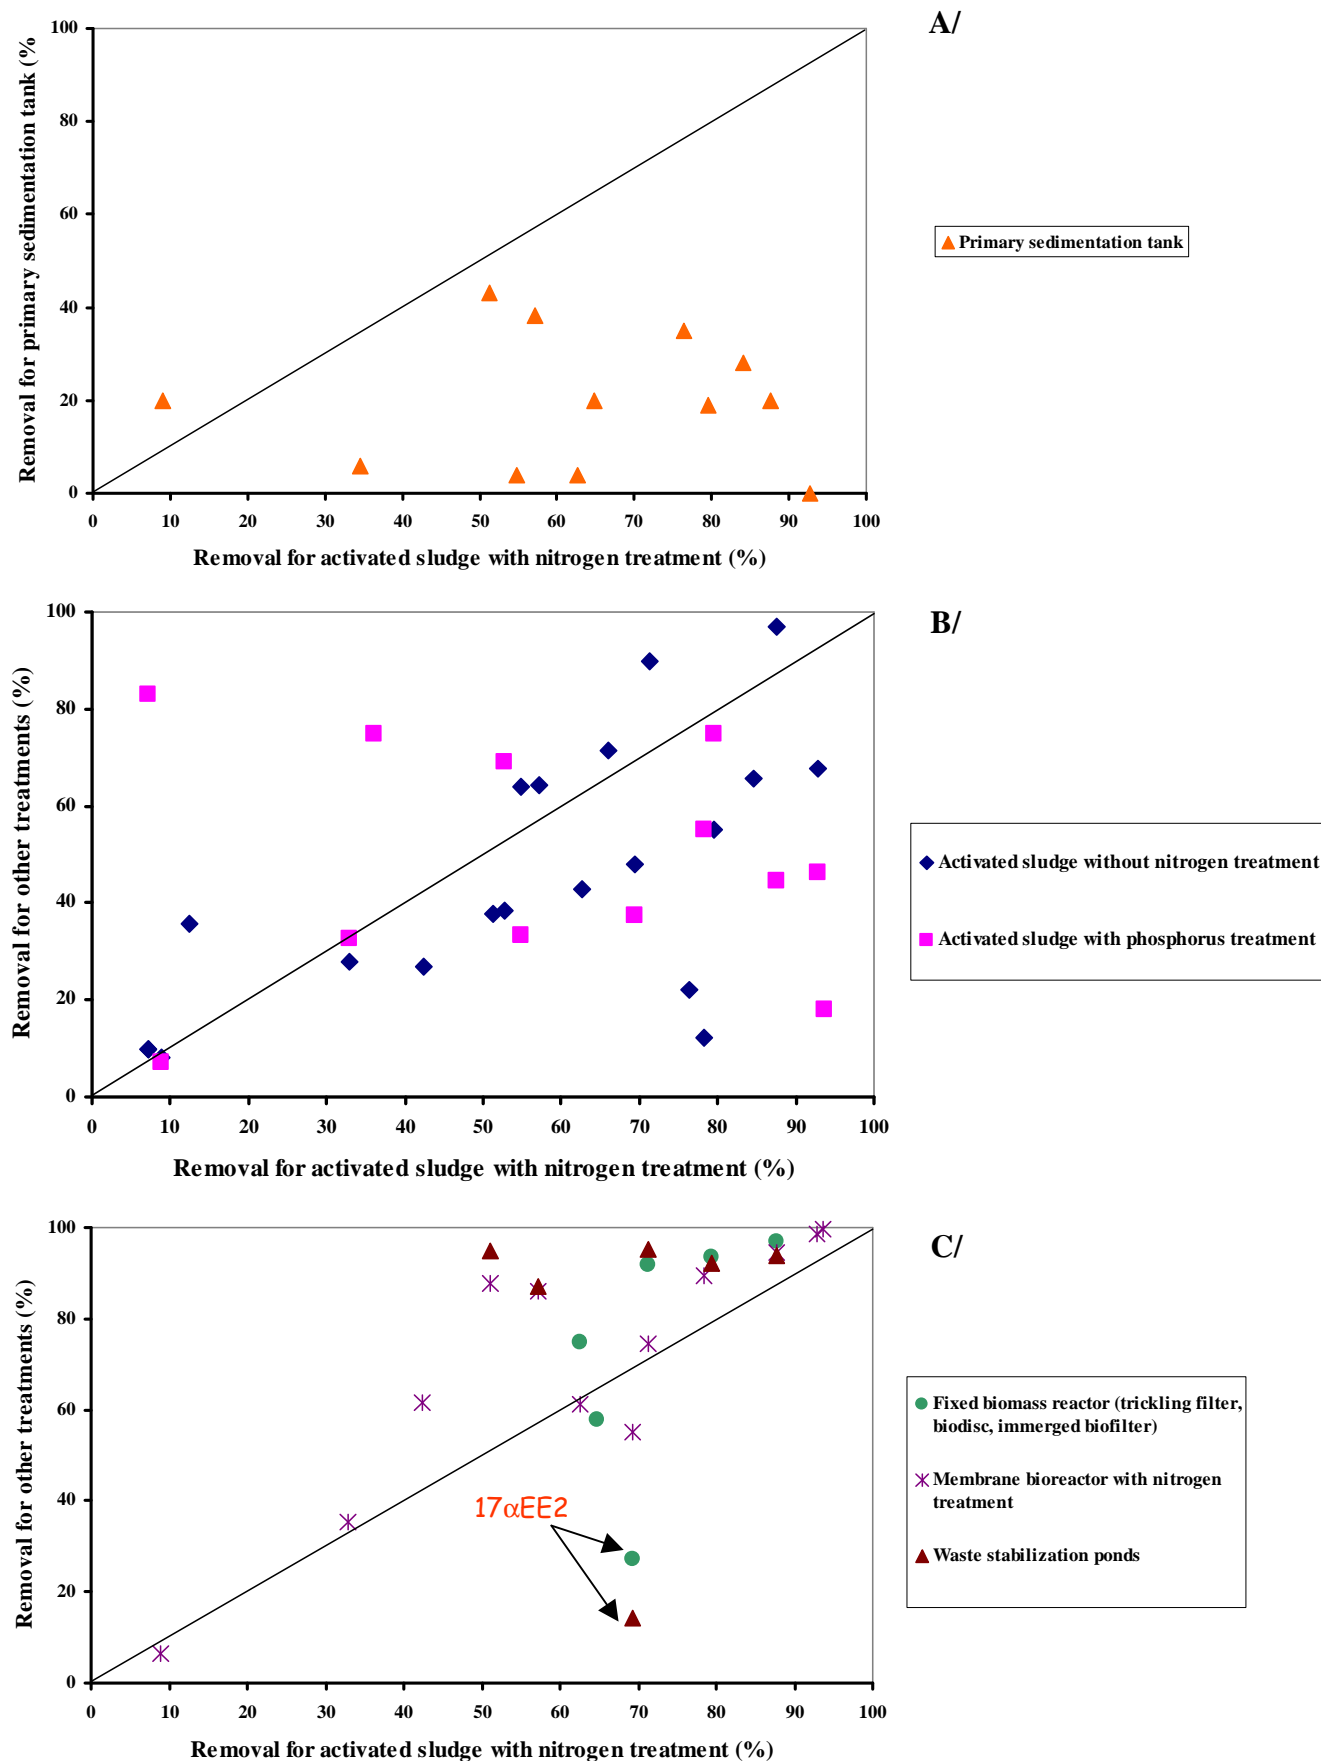 A/
Removal for primary sedimentation tank (%
100
80
60
40
20
0
0 10 20 30 40 50 60 70 80 90 100
Removal for activated sludge with nitrogen treatment (%)
Primary sedimentation tank
B/
Removal for other treatments (%)
100
80
60
40
20
0
0 10 20 30 40 50 60 70 80 90 100
Removal for activated sludge with nitrogen treatment (%)
Activated sludge without nitrogen treatment
Activated sludge with phosphorus treatment
C/
Removal for other treatments (%)
100
80
60
40
20
0
17αEE2
0 10 20 30 40 50 60 70 80 90 100
Removal for activated sludge with nitrogen treatment (%)
Fixed biomass reactor (trickling filter,
biodisc, immerged biofilter)
Membrane bioreactor with nitrogen
treatment
Waste stabilization ponds